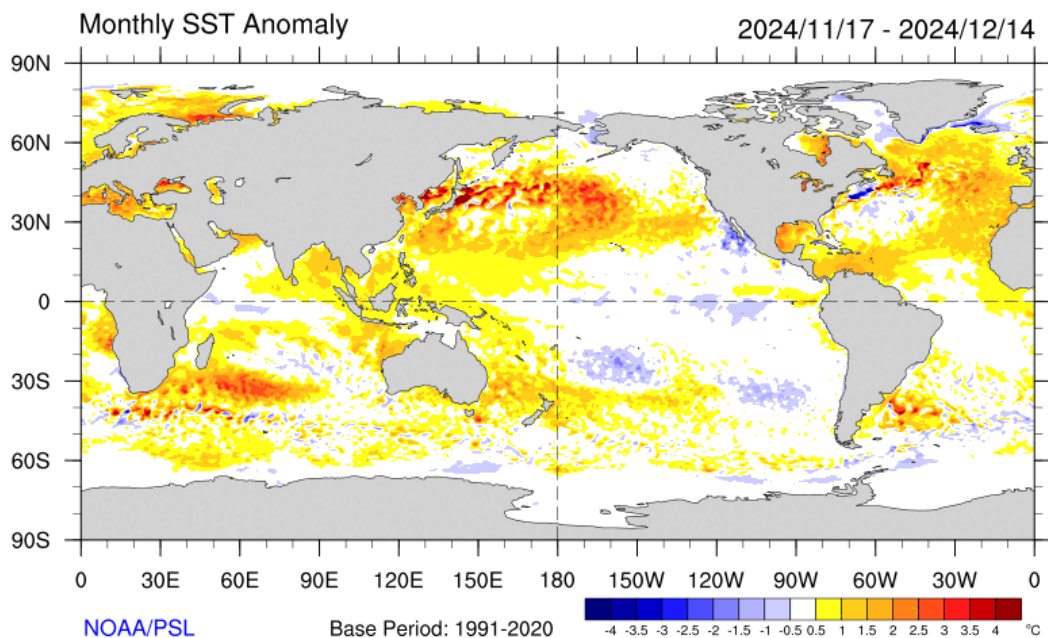 Monthly SST Anomaly 2024/11/17 - 2024/12/14
90N
60N
30N
0
30S
60S
90S
0 30E 60E 90E 120E 150E 180 150W 120W 90W 60W 30W 0
NOAA/PSL Base Period: 1991-2020
-4 -3.5 -3 -2.5 -2 -1.5 -1 -0.5 0.5 1 1.5 2 2.5 3 3.5 4 °C